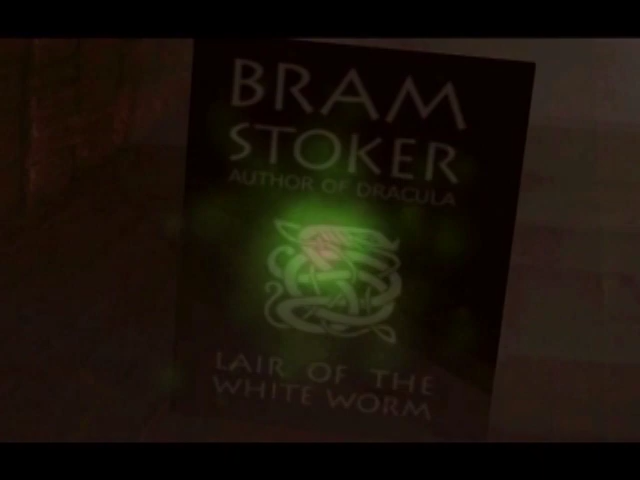 BRAM
STOKER
AUTHOR OF DRACULA
LAIR OF THE
WHITE WORM